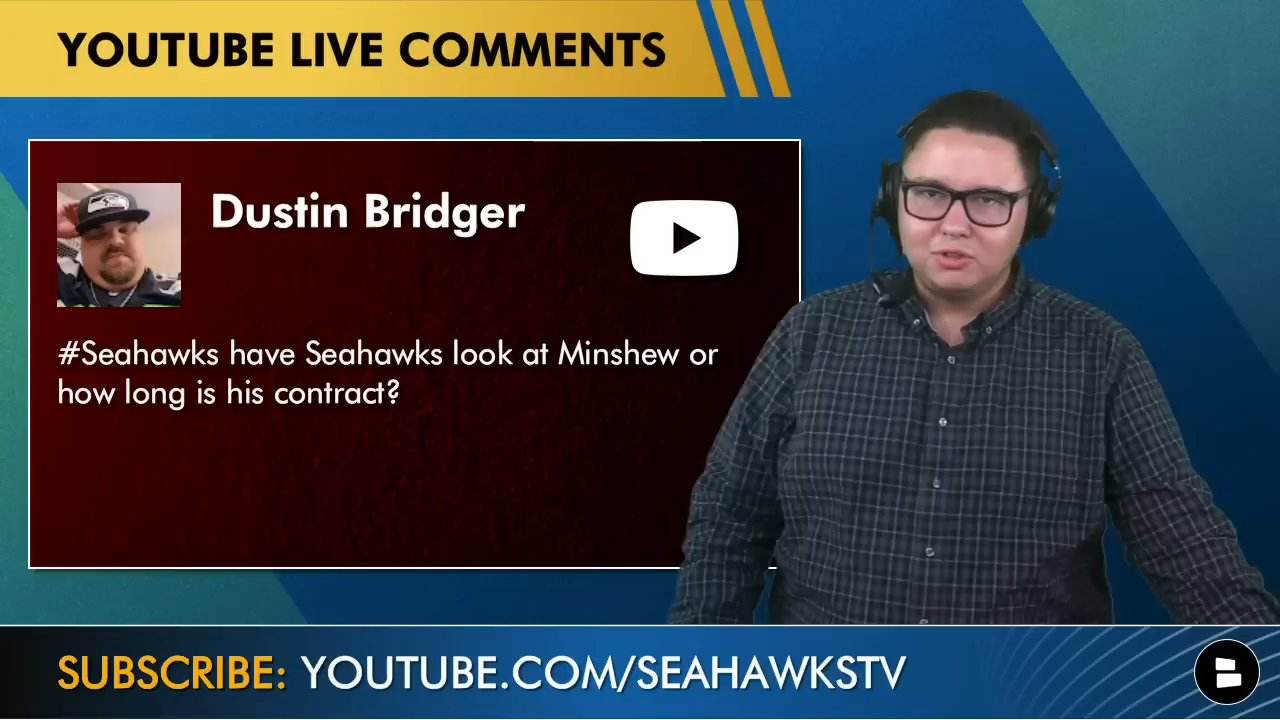 YOUTUBE LIVE COMMENTS
Dustin Bridger
#Seahawks have Seahawks look at Minshew or
how long is his contract?
SUBSCRIBE: YOUTUBE.COM/SEAHAWKSTV